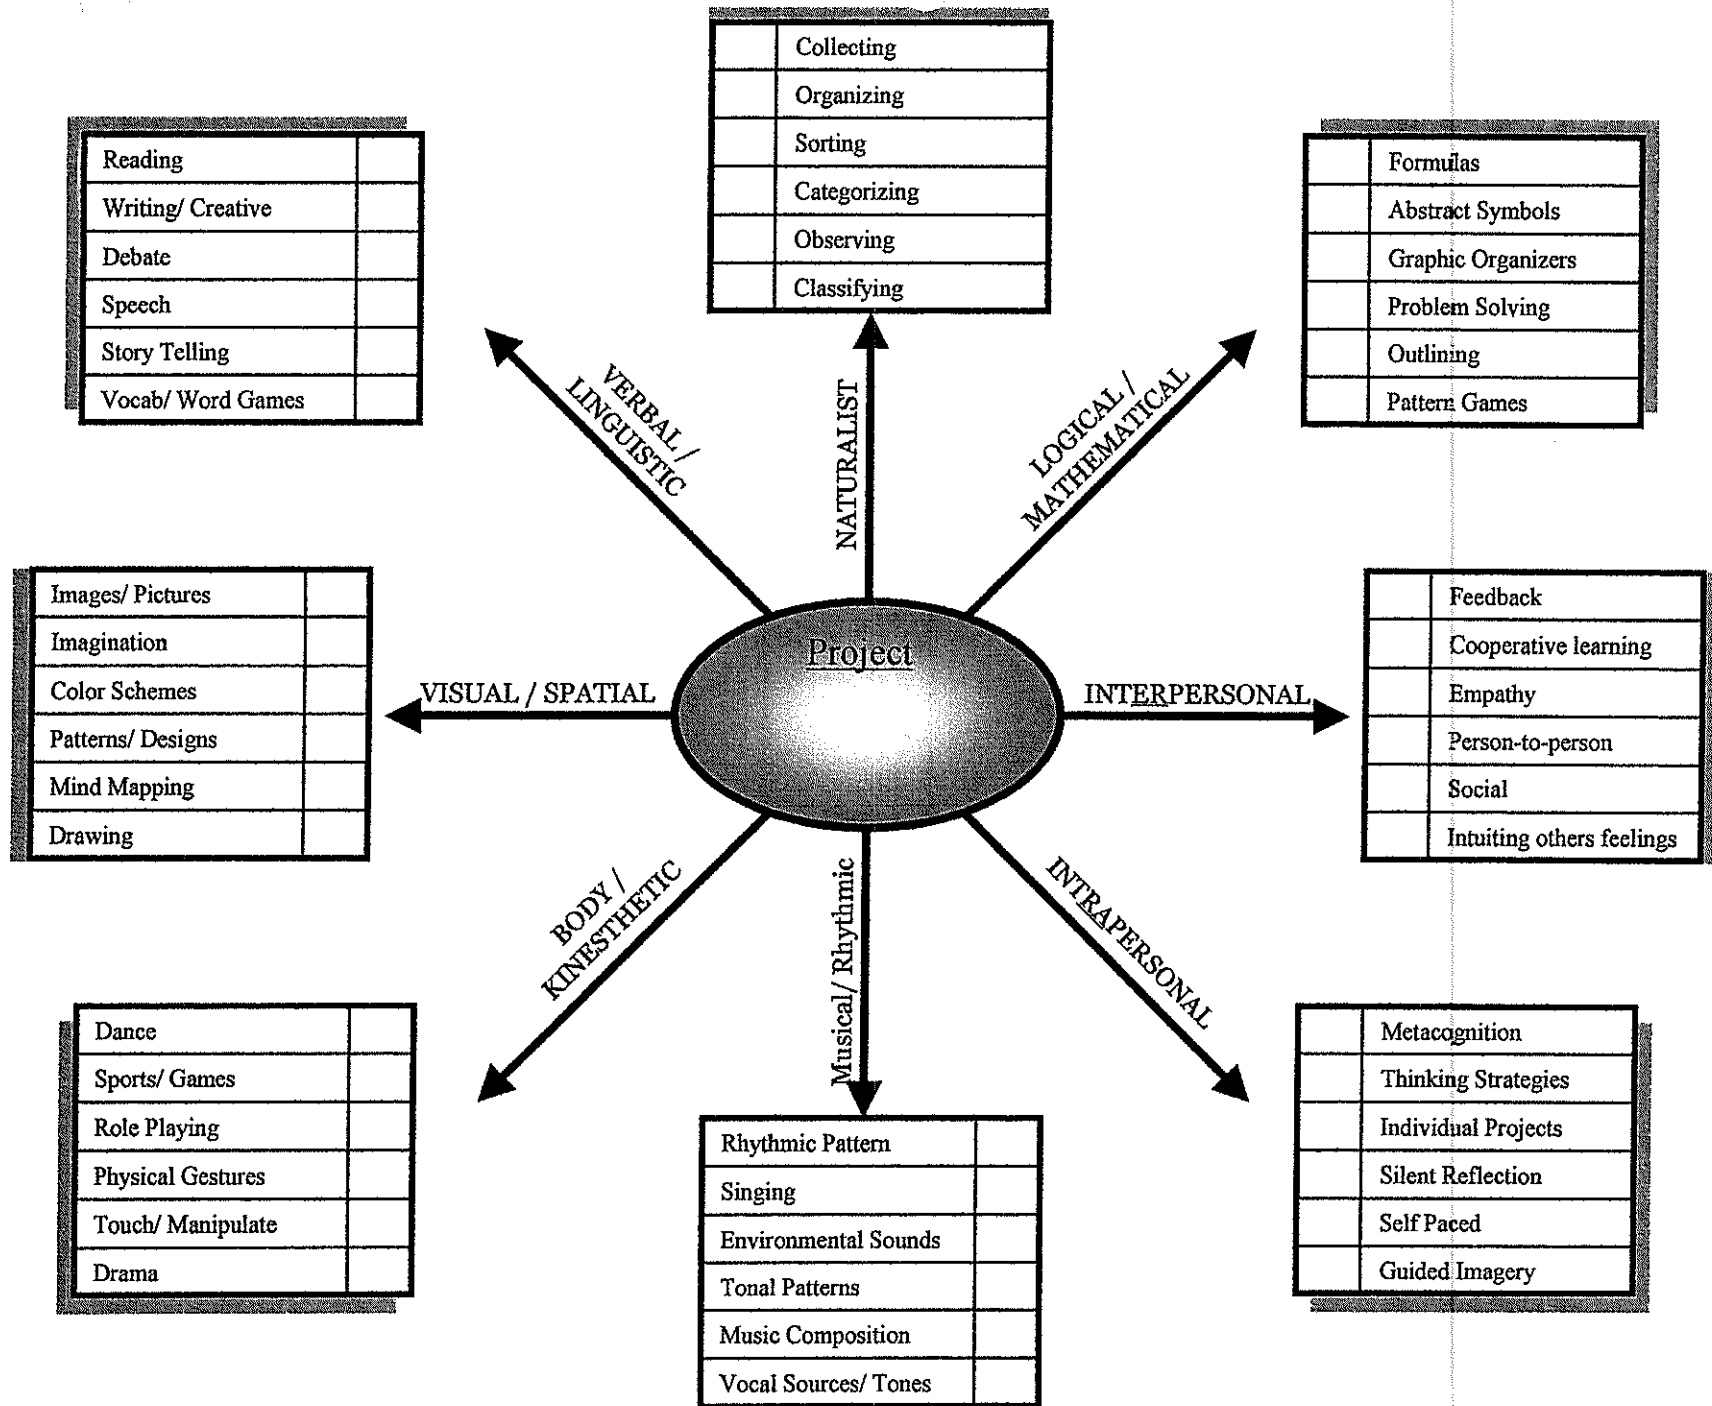 Collecting
Organizing
Sorting
Categorizing
Observing
Classifying
Reading
Writing/ Creative
Debate
Speech
Story Telling
Vocab/ Word Games
Formulas
Abstract Symbols
Graphic Organizers
Problem Solving
Outlining
Pattern Games
VERBAL /
LINGUISTIC
NATURALIST
LOGICAL /
MATHEMATICAL
Images/ Pictures
Imagination
Color Schemes
Patterns/ Designs
Mind Mapping
Drawing
VISUAL / SPATIAL
Project
INTERPERSONAL
Feedback
Cooperative learning
Empathy
Person-to-person
Social
Intuiting others feelings
BODY /
KINESTHETIC
Musical/ Rhythmic
INTRAPERSONAL
Dance
Sports/ Games
Role Playing
Physical Gestures
Touch/ Manipulate
Drama
Rhythmic Pattern
Singing
Environmental Sounds
Tonal Patterns
Music Composition
Vocal Sources/ Tones
Metacognition
Thinking Strategies
Individual Projects
Silent Reflection
Self Paced
Guided Imagery